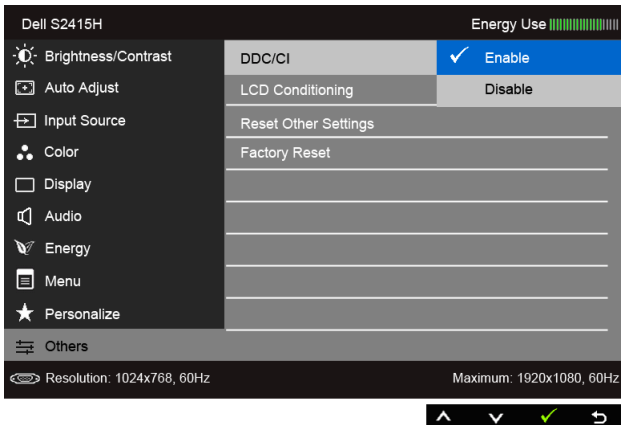 Dell S2415H Energy Use
Brightness/Contrast DDC/CI Enable
Auto Adjust LCD Conditioning Disable
Input Source Reset Other Settings
Color Factory Reset
Display
Audio
Energy
Menu
Personalize
Others
Resolution: 1024x768, 60Hz Maximum: 1920x1080, 60Hz